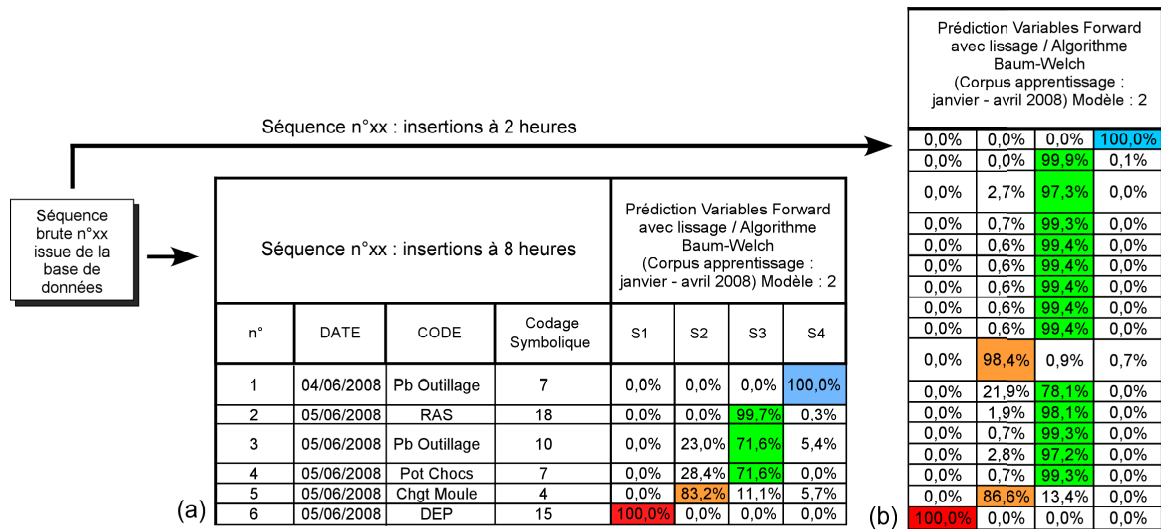 Séquence n°xx : insertions à 2 heures
Séquence
brute n°xx
issue de la
base de
données
Séquence n°xx : insertions à 8 heures
Prédiction Variables Forward
avec lissage / Algorithme
Baum-Welch
(Corpus apprentissage :
janvier - avril 2008) Modèle : 2
n° DATE CODE Codage Symbolique S1 S2 S3 S4
1 04/06/2008 Pb Outillage 7 0,0% 0,0% 0,0% 100,0%
2 05/06/2008 RAS 18 0,0% 0,0% 99,7% 0,3%
3 05/06/2008 Pb Outillage 10 0,0% 23,0% 71,6% 5,4%
4 05/06/2008 Pot Chocs 7 0,0% 28,4% 71,6% 0,0%
5 05/06/2008 Chgt Moule 4 0,0% 83,2% 11,1% 5,7%
6 05/06/2008 DEP 15 100,0% 0,0% 0,0% 0,0%
(a)
Prédiction Variables Forward
avec lissage / Algorithme
Baum-Welch
(Corpus apprentissage :
janvier - avril 2008) Modèle : 2
0,0% 0,0% 0,0% 100,0%
0,0% 0,0% 99,9% 0,1%
0,0% 2,7% 97,3% 0,0%
0,0% 0,7% 99,3% 0,0%
0,0% 0,6% 99,4% 0,0%
0,0% 0,6% 99,4% 0,0%
0,0% 0,6% 99,4% 0,0%
0,0% 0,6% 99,4% 0,0%
0,0% 0,6% 99,4% 0,0%
0,0% 98,4% 0,9% 0,7%
0,0% 21,9% 78,1% 0,0%
0,0% 1,9% 98,1% 0,0%
0,0% 0,7% 99,3% 0,0%
0,0% 2,8% 97,2% 0,0%
0,0% 0,7% 99,3% 0,0%
0,0% 86,6% 13,4% 0,0%
100,0% 0,0% 0,0% 0,0%
(b)